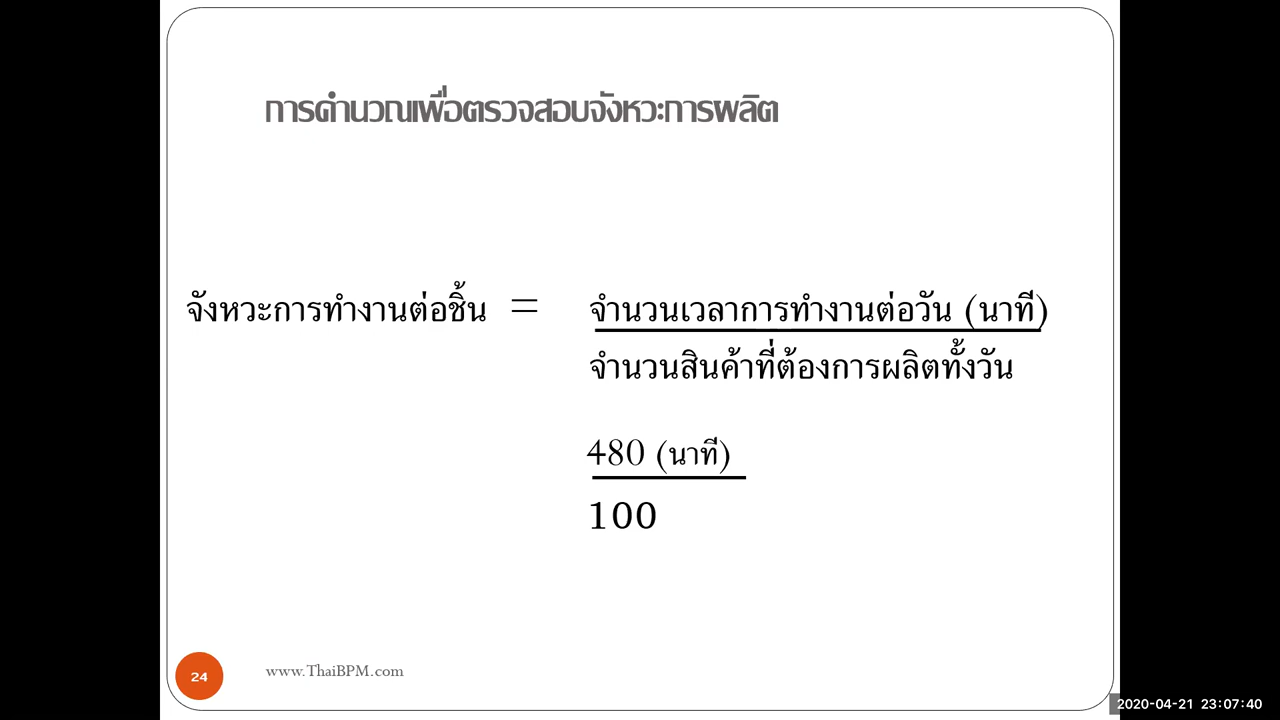 การคำนวณเพื่อตรวจสอบจังหวะการผลิต
จังหวะการทำงานต่อชิ้น = จำนวนเวลาการทำงานต่อวัน (นาที)
จำนวนสินค้าที่ต้องการผลิตทั้งวัน
480 (นาที)
100
24 www.ThaiBPM.com
2020-04-21 23:07:40